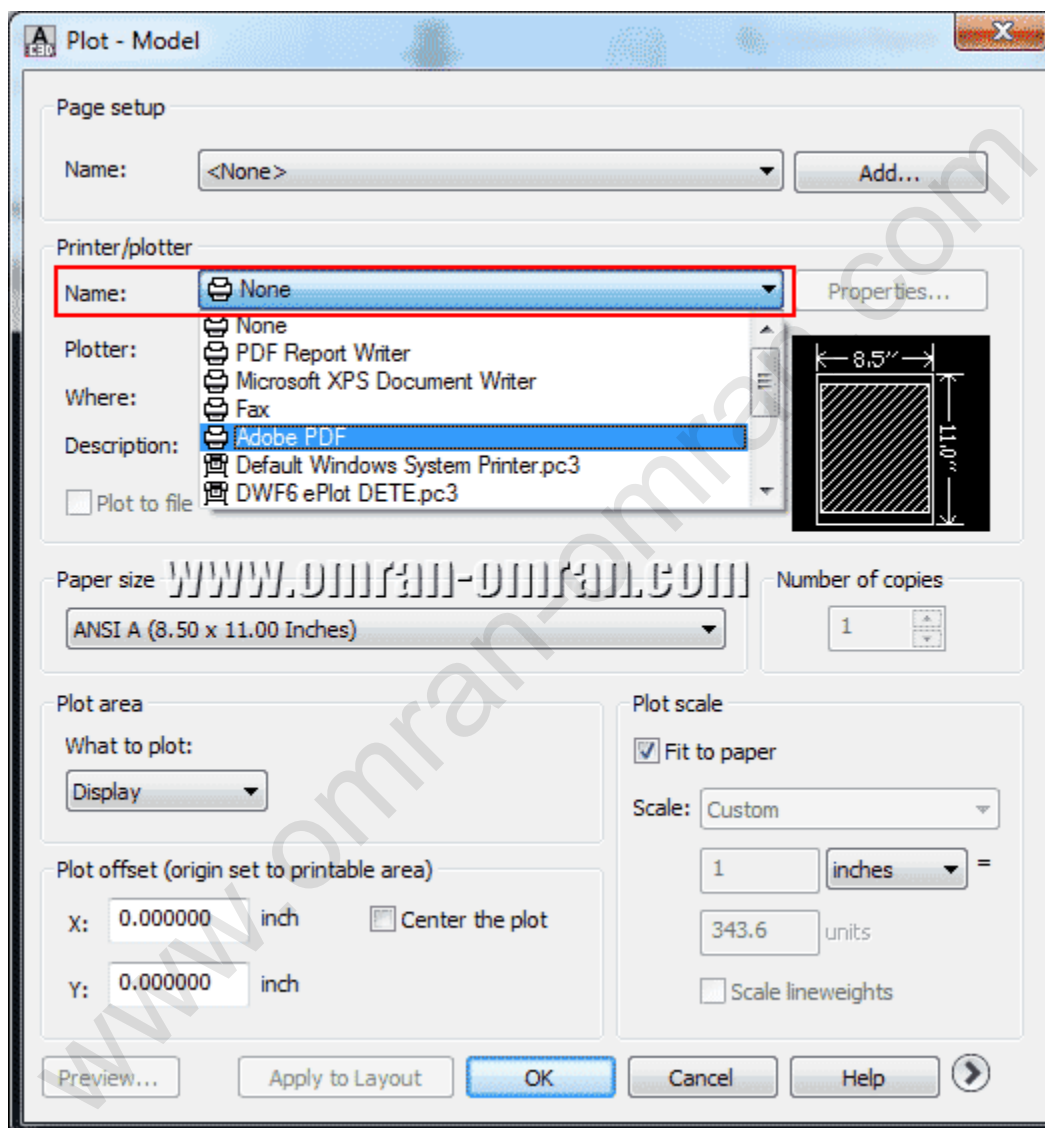 A C3D Plot - Model
Page setup
Name: <None> Add...
Printer/plotter
Name: None Properties...
None
PDF Report Writer
Plotter:
Microsoft XPS Document Writer
Where:
Fax
Adobe PDF
Description:
Default Windows System Printer.pc3
DWF6 ePlot DETE.pc3
Plot to file
8.5"
11.0"
Paper size
www.omran-omran.com
ANSI A (8.50 x 11.00 Inches)
Number of copies
1
Plot area
What to plot:
Display
Plot scale
Fit to paper
Scale: Custom
1 inches =
343.6 units
Scale lineweights
Plot offset (origin set to printable area)
X: 0.000000 inch Center the plot
Y: 0.000000 inch
Preview... Apply to Layout OK Cancel Help
www.omran-omran.com